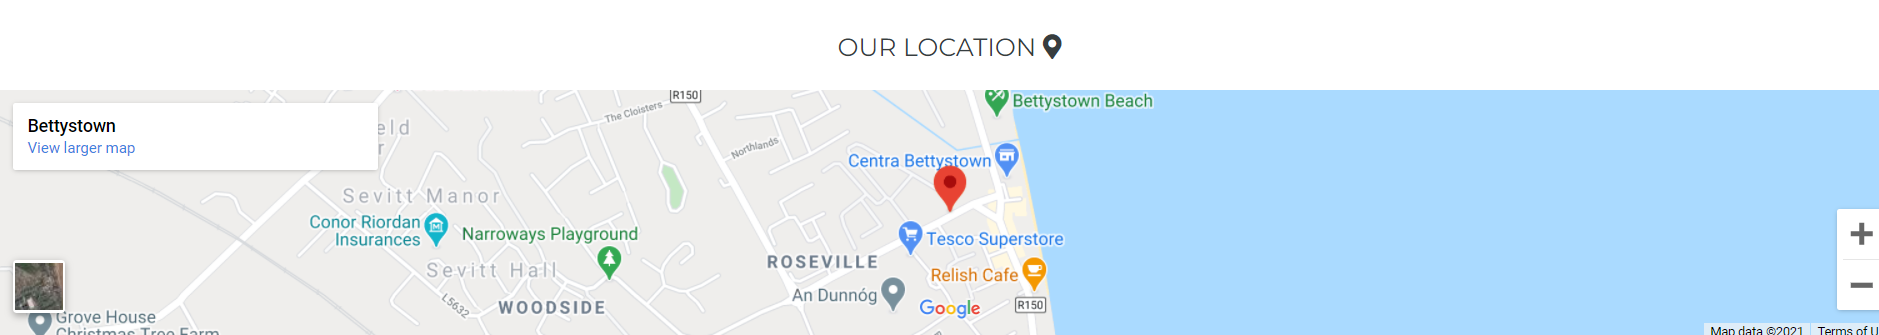 OUR LOCATION
Bettystown
View larger map
R150
Bettystown Beach
The Cloisters
Northlands
Centra Bettystown
Sevitt Manor
Conor Riordan
Insurances
Narroways Playground
Tesco Superstore
ROSEVILLE
Sevitt Hall
Relish Cafe
An Dunnóg
L5632
WOODSIDE
Google
R150
Grove House
Christmas Tree Farm
Map data ©2021
Terms of U